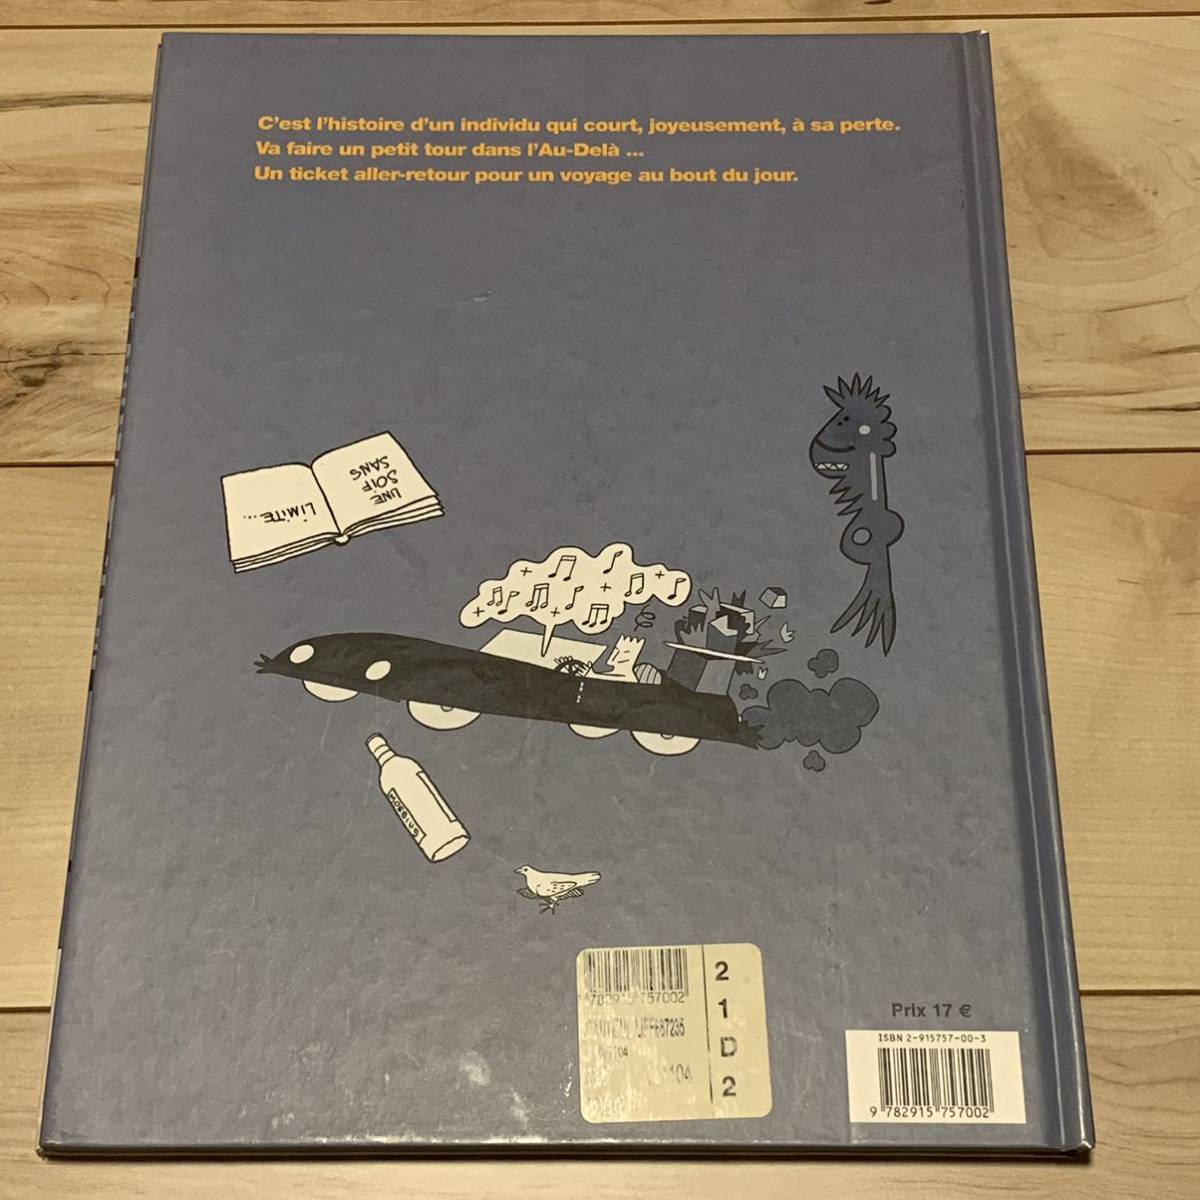 C'est l'histoire d'un individu qui court, joyeusement, à sa perte.
Va faire un petit tour dans l'Au-Delà ...
Un ticket aller-retour pour un voyage au bout du jour.
UNE
SOIF
SANG
LIMITE...
MOEBIUS
2
1
D
2
Prix 17 €
ISBN 2-915757-00-3
9 782915 757002